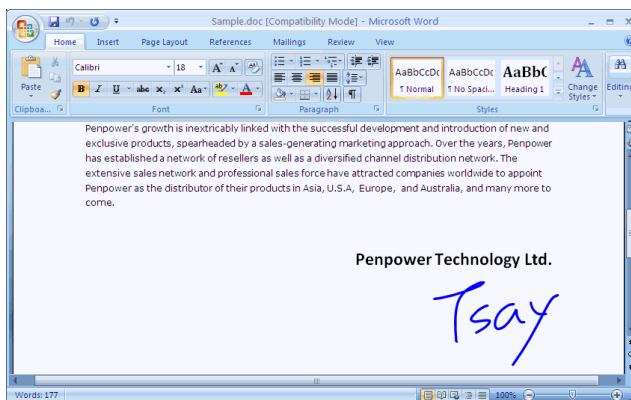 Sample.doc [Compatibility Mode] - Microsoft Word
Home Insert Page Layout References Mailings Review View
Calibri 18 A A
Paste B I U abc x, x' Aa ab A
AaBbCcDc AaBbCcDc AaBbC
¶ Normal ¶ No Spaci... Heading 1 Change Styles Editing
Clipboa... Font Paragraph Styles
Penpower's growth is inextricably linked with the successful development and introduction of new and
exclusive products, spearheaded by a sales-generating marketing approach. Over the years, Penpower
has established a network of resellers as well as a diversified channel distribution network. The
extensive sales network and professional sales force have attracted companies worldwide to appoint
Penpower as the distributor of their products in Asia, U.S.A, Europe, and Australia, and many more to
come.
Penpower Technology Ltd.
Tsay
Words: 177 100%